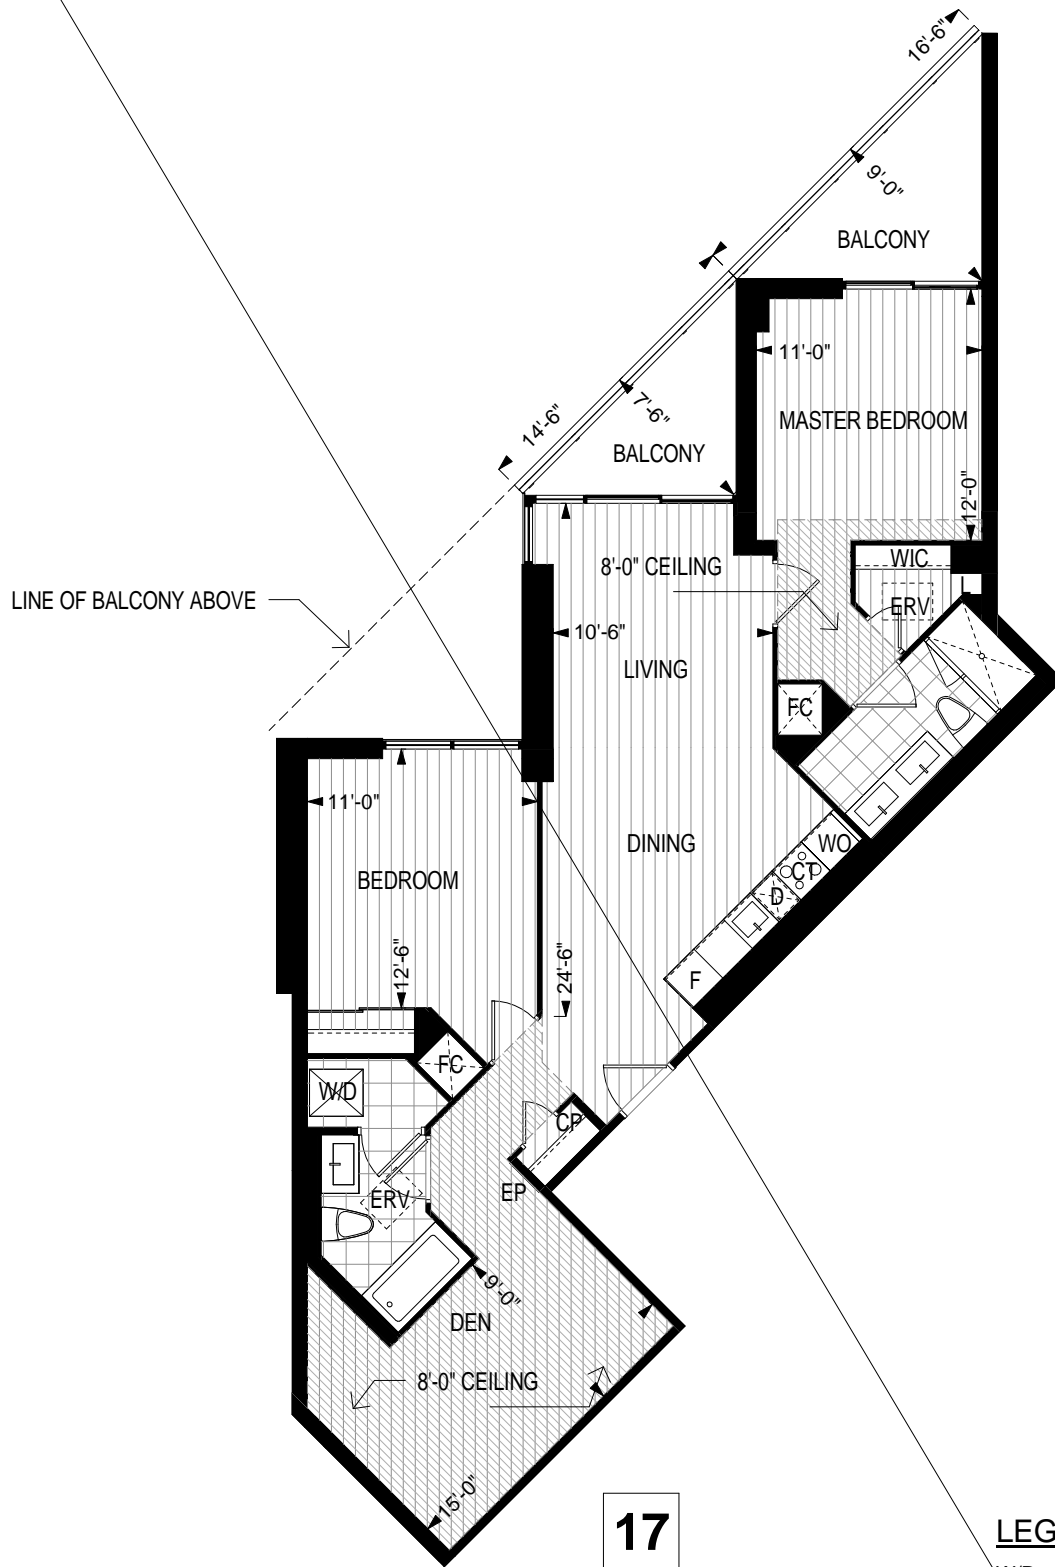 16'-6"
9'-0"
BALCONY
11'-0"
MASTER BEDROOM
14'-6"
7'-6"
BALCONY
12'-0"
8'-0" CEILING
WIC
LINE OF BALCONY ABOVE
ERV
10'-6"
LIVING
FC
11'-0"
DINING
WO
CT
BEDROOM
D
12'-6"
24'-6"
F
FC
W/D
CP
ERV
EP
9'-0"
DEN
8'-0" CEILING
15'-0"
17
LEG